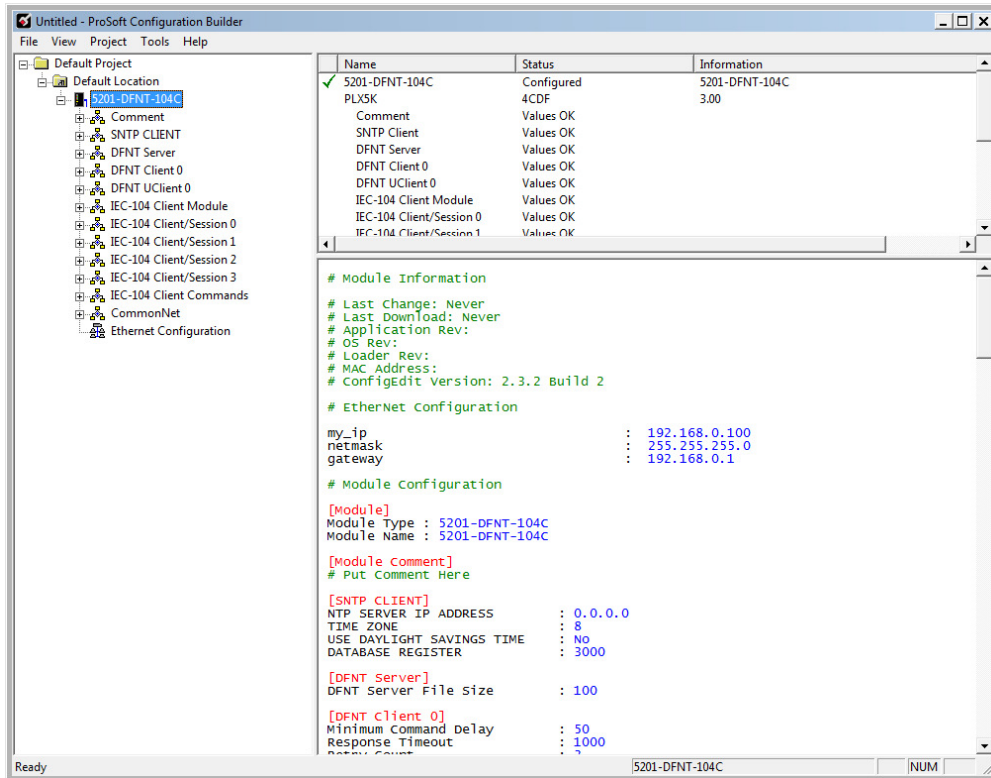 Untitled - ProSoft Configuration Builder
File View Project Tools Help
Default Project
Default Location
5201-DFNT-104C
Comment
SNTP CLIENT
DFNT Server
DFNT Client 0
DFNT UClient 0
IEC-104 Client Module
IEC-104 Client/Session 0
IEC-104 Client/Session 1
IEC-104 Client/Session 2
IEC-104 Client/Session 3
IEC-104 Client Commands
CommonNet
Ethernet Configuration
Name Status Information
5201-DFNT-104C Configured 5201-DFNT-104C
PLX5K 4CDF 3.00
Comment Values OK
SNTP Client Values OK
DFNT Server Values OK
DFNT Client 0 Values OK
DFNT UClient 0 Values OK
IEC-104 Client Module Values OK
IEC-104 Client/Session 0 Values OK
IEC-104 Client/Session 1 Values OK
# Module Information
# Last Change: Never
# Last Download: Never
# Application Rev:
# OS Rev:
# Loader Rev:
# MAC Address:
# ConfigEdit Version: 2.3.2 Build 2
# EtherNet Configuration
my_ip : 192.168.0.100
netmask : 255.255.255.0
gateway : 192.168.0.1
# Module Configuration
[Module]
Module Type : 5201-DFNT-104C
Module Name : 5201-DFNT-104C
[Module Comment]
# Put Comment Here
[SNTP CLIENT]
NTP SERVER IP ADDRESS : 0.0.0.0
TIME ZONE : 8
USE DAYLIGHT SAVINGS TIME : No
DATABASE REGISTER : 3000
[DFNT Server]
DFNT Server File Size : 100
[DFNT Client 0]
Minimum Command Delay : 50
Response Timeout : 1000
Retry Count :
Ready 5201-DFNT-104C NUM